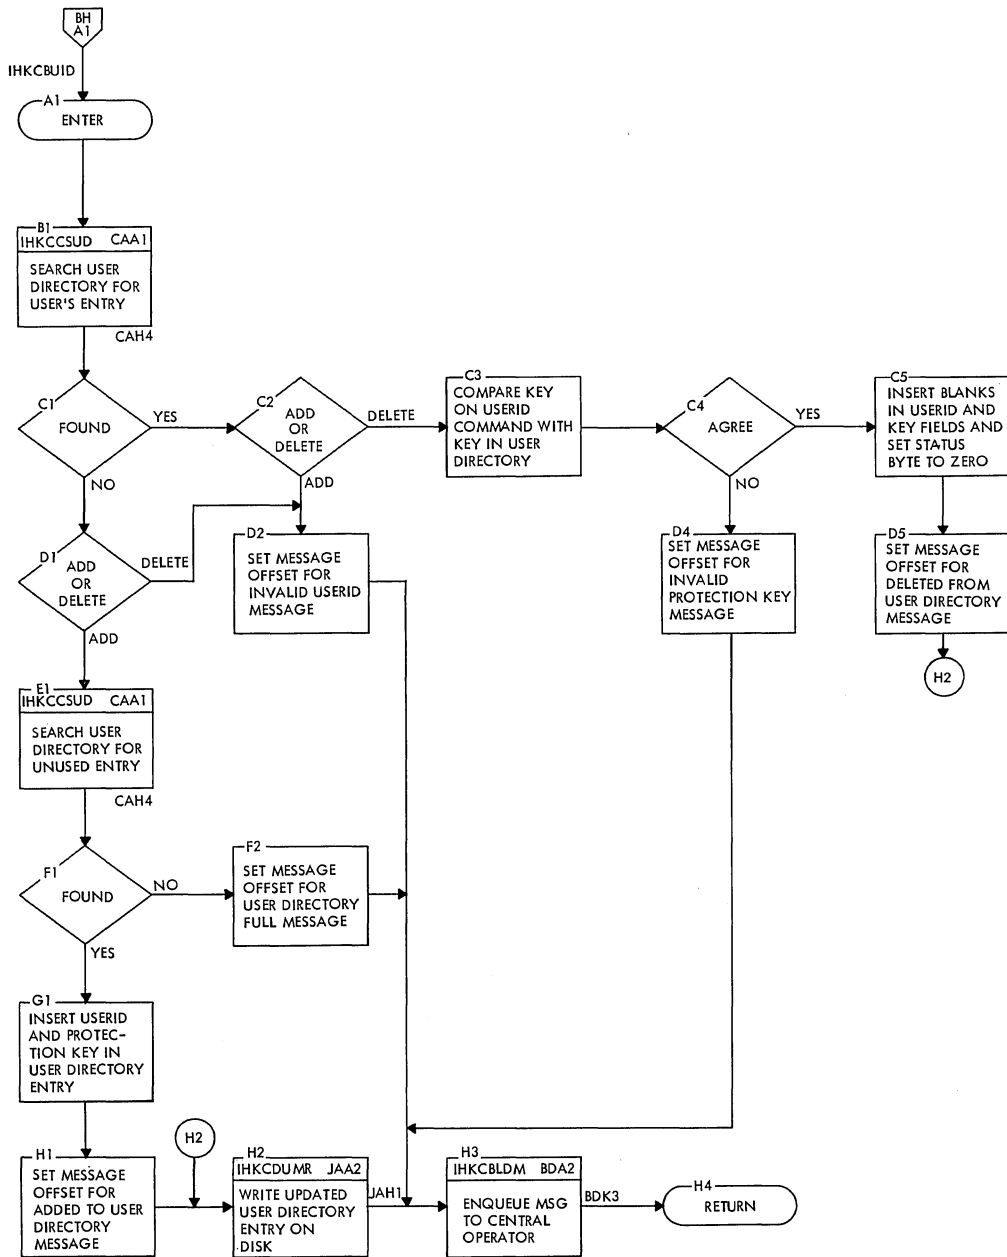 BH
A1
IHKCBUID
A1
ENTER
B1
IHKCCSUD CAA1
SEARCH USER
DIRECTORY FOR
USER'S ENTRY
CAH4
C1
FOUND
YES
NO
C2
ADD
OR
DELETE
DELETE
ADD
C3
COMPARE KEY
ON USERID
COMMAND WITH
KEY IN USER
DIRECTORY
C4
AGREE
YES
NO
C5
INSERT BLANKS
IN USERID AND
KEY FIELDS AND
SET STATUS
BYTE TO ZERO
D1
ADD
OR
DELETE
DELETE
ADD
D2
SET MESSAGE
OFFSET FOR
INVALID USERID
MESSAGE
D4
SET MESSAGE
OFFSET FOR
INVALID
PROTECTION KEY
MESSAGE
D5
SET MESSAGE
OFFSET FOR
DELETED FROM
USER DIRECTORY
MESSAGE
H2
E1
IHKCCSUD CAA1
SEARCH USER
DIRECTORY FOR
UNUSED ENTRY
CAH4
F1
FOUND
NO
YES
F2
SET MESSAGE
OFFSET FOR
USER DIRECTORY
FULL MESSAGE
G1
INSERT USERID
AND PROTEC-
TION KEY IN
USER DIRECTORY
ENTRY
H1
SET MESSAGE
OFFSET FOR
ADDED TO USER
DIRECTORY
MESSAGE
H2
H2
IHKCDUMR JAA2
WRITE UPDATED
USER DIRECTORY
ENTRY ON
DISK
JAH1
H3
IHKCBLDM BDA2
ENQUEUE MSG
TO CENTRAL
OPERATOR
BDK3
H4
RETURN